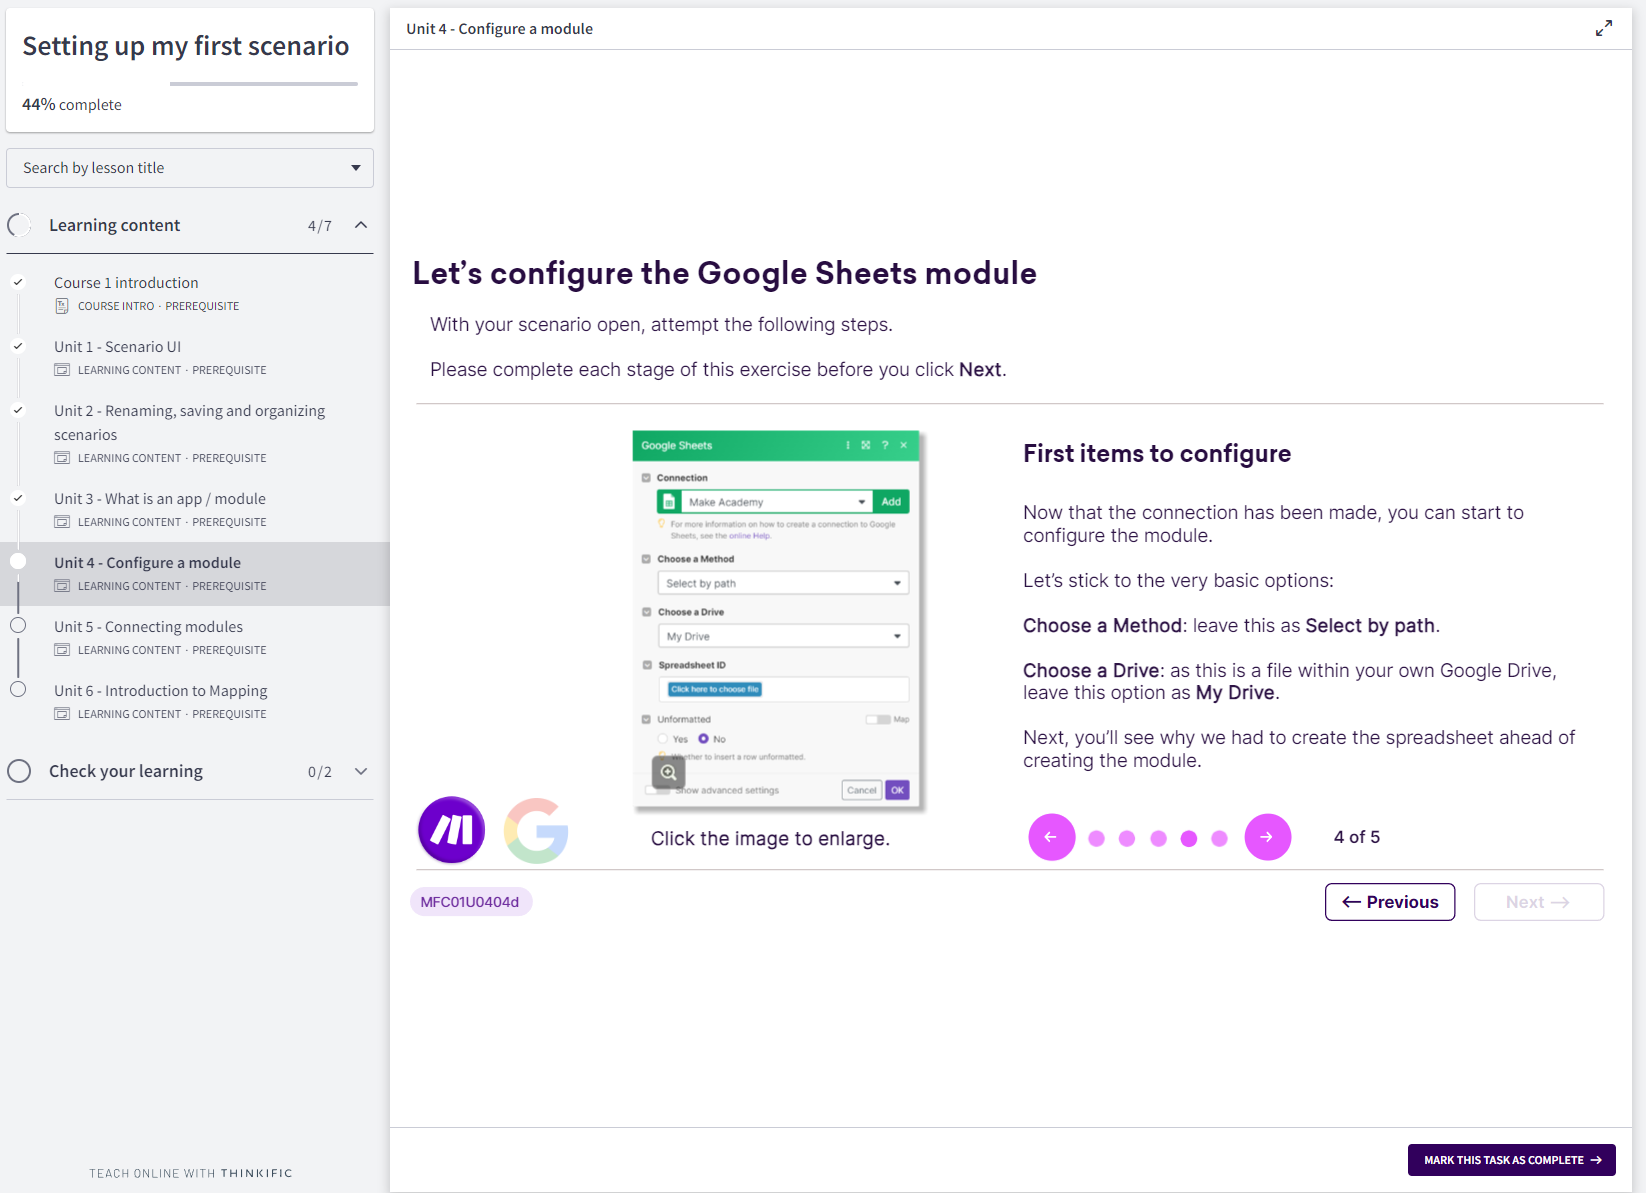 Setting up my first scenario
44% complete
Search by lesson title
Learning content 4/7
Course 1 introduction
COURSE INTRO · PREREQUISITE
Unit 1 - Scenario UI
LEARNING CONTENT · PREREQUISITE
Unit 2 - Renaming, saving and organizing
scenarios
LEARNING CONTENT · PREREQUISITE
Unit 3 - What is an app / module
LEARNING CONTENT · PREREQUISITE
Unit 4 - Configure a module
LEARNING CONTENT · PREREQUISITE
Unit 5 - Connecting modules
LEARNING CONTENT · PREREQUISITE
Unit 6 - Introduction to Mapping
LEARNING CONTENT · PREREQUISITE
Check your learning 0/2
TEACH ONLINE WITH THINKIFIC
Unit 4 - Configure a module
Let's configure the Google Sheets module
With your scenario open, attempt the following steps.
Please complete each stage of this exercise before you click Next.
Google Sheets
Connection
Make Academy Add
For more information on how to create a connection to Google
Sheets, see the online Help.
Choose a Method
Select by path
Choose a Drive
My Drive
Spreadsheet ID
Click here to choose file
Unformatted Map
Yes No
Whether to insert a row unformatted.
Show advanced settings Cancel OK
Click the image to enlarge.
First items to configure
Now that the connection has been made, you can start to
configure the module.
Let's stick to the very basic options:
Choose a Method: leave this as Select by path.
Choose a Drive: as this is a file within your own Google Drive,
leave this option as My Drive.
Next, you'll see why we had to create the spreadsheet ahead of
creating the module.
4 of 5
MFC01U0404d
← Previous
Next →
MARK THIS TASK AS COMPLETE →